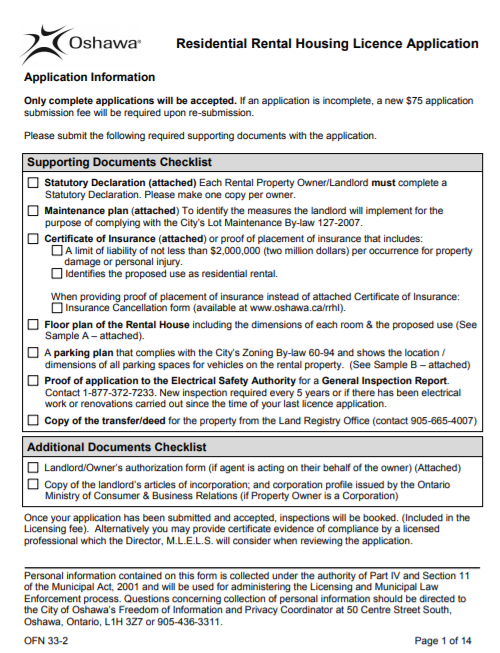 Oshawa®
Residential Rental Housing Licence Application
Application Information
Only complete applications will be accepted. If an application is incomplete, a new $75 application
submission fee will be required upon re-submission.
Please submit the following required supporting documents with the application.
Supporting Documents Checklist
Statutory Declaration (attached) Each Rental Property Owner/Landlord must complete a
Statutory Declaration. Please make one copy per owner.
Maintenance plan (attached) To identify the measures the landlord will implement for the
purpose of complying with the City's Lot Maintenance By-law 127-2007.
Certificate of Insurance (attached) or proof of placement of insurance that includes:
A limit of liability of not less than $2,000,000 (two million dollars) per occurrence for property
damage or personal injury.
Identifies the proposed use as residential rental.
When providing proof of placement of insurance instead of attached Certificate of Insurance:
Insurance Cancellation form (available at www.oshawa.ca/rrhl).
Floor plan of the Rental House including the dimensions of each room & the proposed use (See
Sample A – attached).
A parking plan that complies with the City's Zoning By-law 60-94 and shows the location /
dimensions of all parking spaces for vehicles on the rental property. (See Sample B – attached)
Proof of application to the Electrical Safety Authority for a General Inspection Report.
Contact 1-877-372-7233. New inspection required every 5 years or if there has been electrical
work or renovations carried out since the time of your last licence application.
Copy of the transfer/deed for the property from the Land Registry Office (contact 905-665-4007)
Additional Documents Checklist
Landlord/Owner's authorization form (if agent is acting on their behalf of the owner) (Attached)
Copy of the landlord's articles of incorporation; and corporation profile issued by the Ontario
Ministry of Consumer & Business Relations (if Property Owner is a Corporation)
Once your application has been submitted and accepted, inspections will be booked. (Included in the
Licensing fee). Alternatively you may provide certificate evidence of compliance by a licensed
professional which the Director, M.L.E.L.S. will consider when reviewing the application.
Personal information contained on this form is collected under the authority of Part IV and Section 11
of the Municipal Act, 2001 and will be used for administering the Licensing and Municipal Law
Enforcement process. Questions concerning collection of personal information should be directed to
the City of Oshawa's Freedom of Information and Privacy Coordinator at 50 Centre Street South,
Oshawa, Ontario, L1H 3Z7 or 905-436-3311.
OFN 33-2
Page 1 of 14